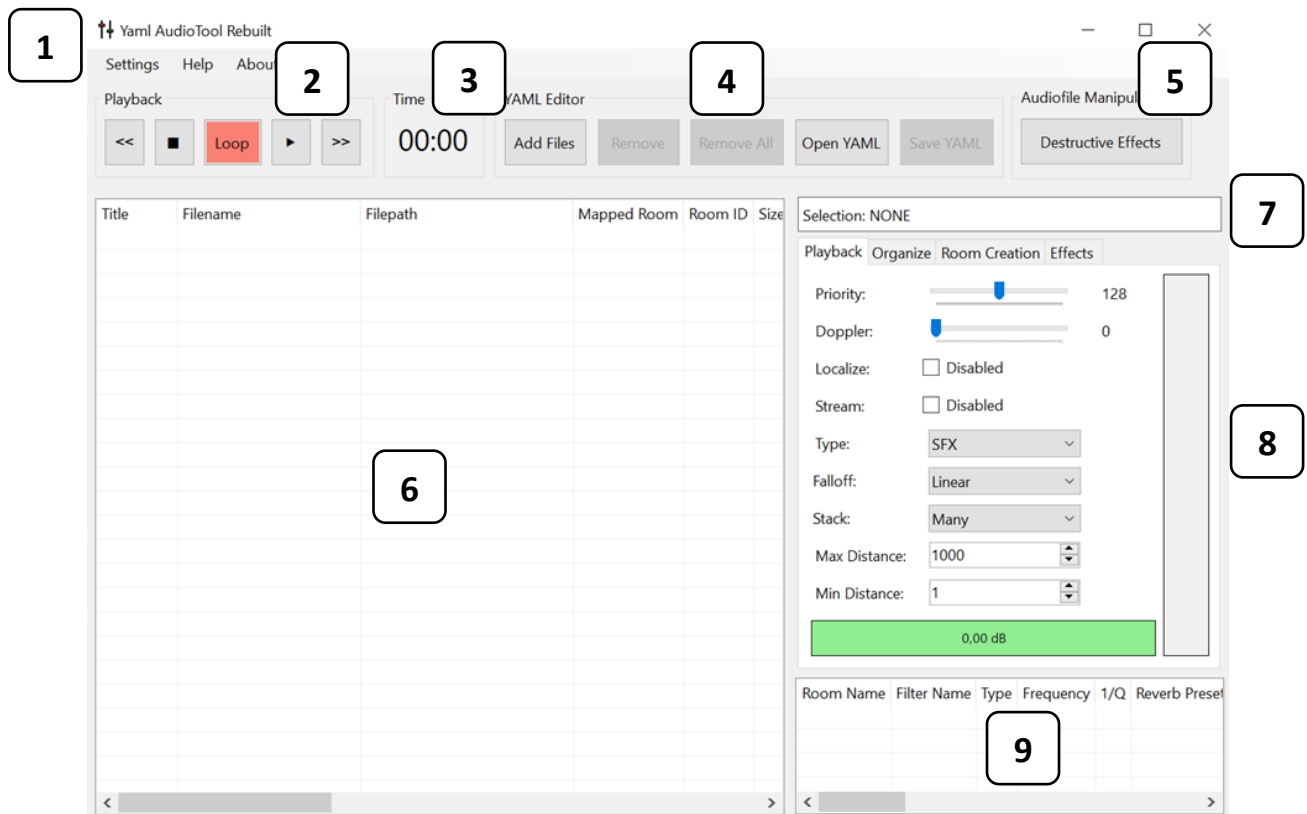 1
Yaml AudioTool Rebuilt
Settings Help Abou
2
3
4
5
Playback
Time
YAML Editor
Audiofile Manipul
<< ■ Loop ▶ >>
00:00
Add Files Remove Remove All Open YAML Save YAML
Destructive Effects
Title Filename Filepath Mapped Room Room ID Size
Selection: NONE
7
Playback Organize Room Creation Effects
Priority: 128
Doppler: 0
Localize: Disabled
Stream: Disabled
Type: SFX
8
Falloff: Linear
6
Stack: Many
Max Distance: 1000
Min Distance: 1
0,00 dB
Room Name Filter Name Type Frequency 1/Q Reverb Preset
9